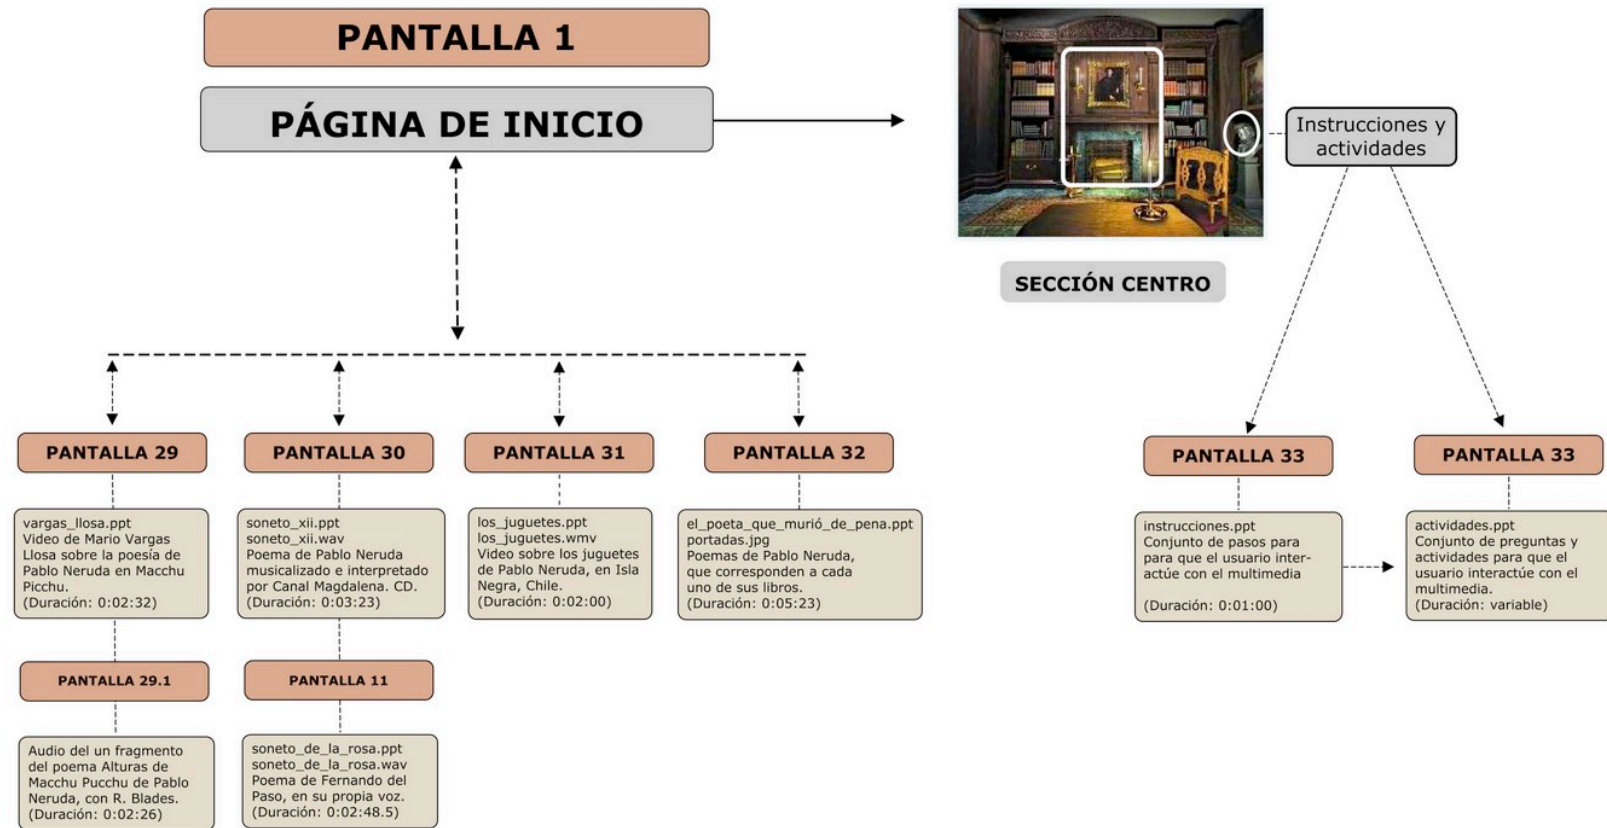 PANTALLA 1
PÁGINA DE INICIO
Instrucciones y
actividades
SECCIÓN CENTRO
PANTALLA 29
vargas_llosa.ppt
Video de Mario Vargas
Llosa sobre la poesía de
Pablo Neruda en Macchu
Picchu.
(Duración: 0:02:32)
PANTALLA 29.1
Audio del un fragmento
del poema Alturas de
Macchu Pucchu de Pablo
Neruda, con R. Blades.
(Duración: 0:02:26)
PANTALLA 30
soneto_xii.ppt
soneto_xii.wav
Poema de Pablo Neruda
musicalizado e interpretado
por Canal Magdalena. CD.
(Duración: 0:03:23)
PANTALLA 11
soneto_de_la_rosa.ppt
soneto_de_la_rosa.wav
Poema de Fernando del
Paso, en su propia voz.
(Duración: 0:02:48.5)
PANTALLA 31
los_juguetes.ppt
los_juguetes.wmv
Video sobre los juguetes
de Pablo Neruda, en Isla
Negra, Chile.
(Duración: 0:02:00)
PANTALLA 32
el_poeta_que_murió_de_pena.ppt
portadas.jpg
Poemas de Pablo Neruda,
que corresponden a cada
uno de sus libros.
(Duración: 0:05:23)
PANTALLA 33
instrucciones.ppt
Conjunto de pasos para
para que el usuario inter-
actúe con el multimedia
(Duración: 0:01:00)
PANTALLA 33
actividades.ppt
Conjunto de preguntas y
actividades para que el
usuario interactúe con el
multimedia.
(Duración: variable)